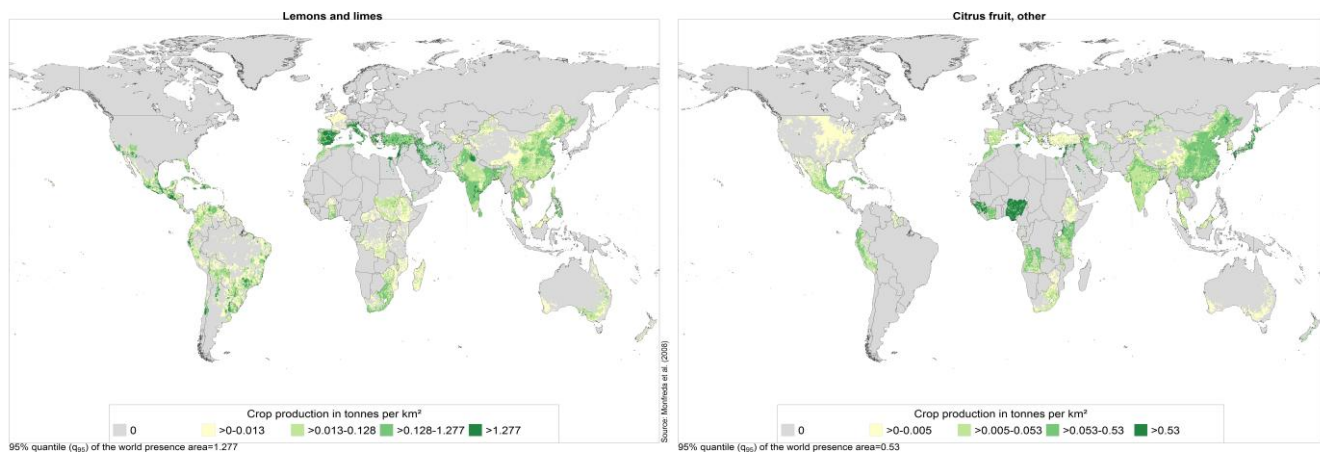 Lemons and limes
Crop production in tonnes per km²
0 >0-0.013 >0.013-0.128 >0.128-1.277 >1.277
95% quantile (q95) of the world presence area=1.277
Source: Monfreda et al. (2008)
Citrus fruit, other
Crop production in tonnes per km²
0 >0-0.005 >0.005-0.053 >0.053-0.53 >0.53
95% quantile (q95) of the world presence area=0.53